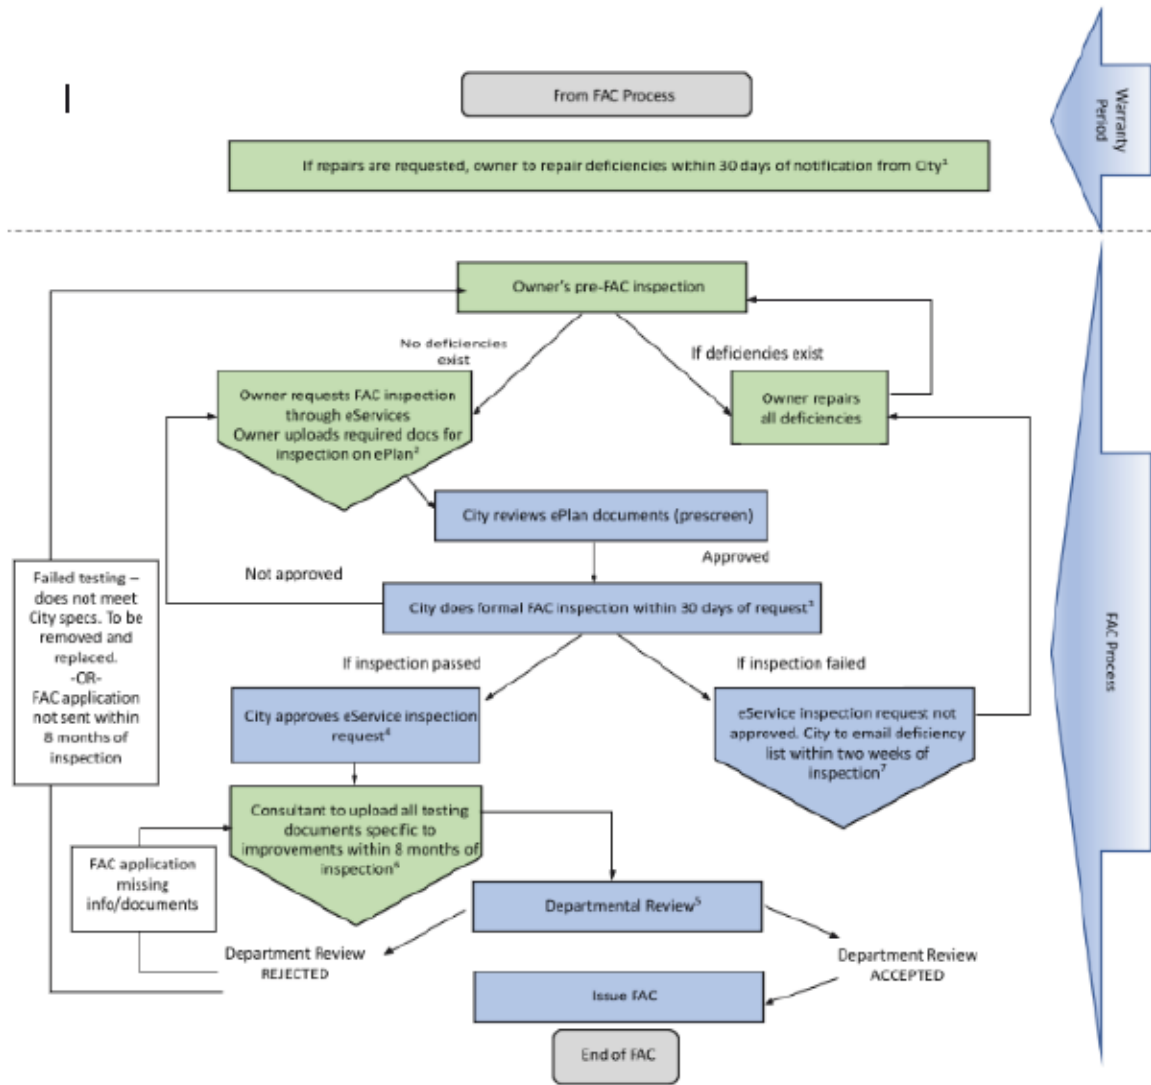 From FAC Process
Warranty
Period
If repairs are requested, owner to repair deficiencies within 30 days of notification from City¹
Owner's pre-FAC inspection
No deficiencies
exist
If deficiencies exist
Owner requests FAC inspection
through eServices
Owner uploads required docs for
inspection on ePlan²
Owner repairs
all deficiencies
City reviews ePlan documents (prescreen)
Approved
Not approved
City does formal FAC inspection within 30 days of request³
Failed testing –
does not meet
City specs. To be
removed and
replaced.
-OR-
FAC application
not sent within
8 months of
inspection
FAC Process
If inspection passed
If inspection failed
City approves eService inspection
request⁴
eService inspection request not
approved. City to email deficiency
list within two weeks of
inspection⁷
Consultant to upload all testing
documents specific to
improvements within 8 months of
inspection⁶
FAC application
missing
info/documents
Departmental Review⁵
Department Review
REJECTED
Department Review
ACCEPTED
Issue FAC
End of FAC